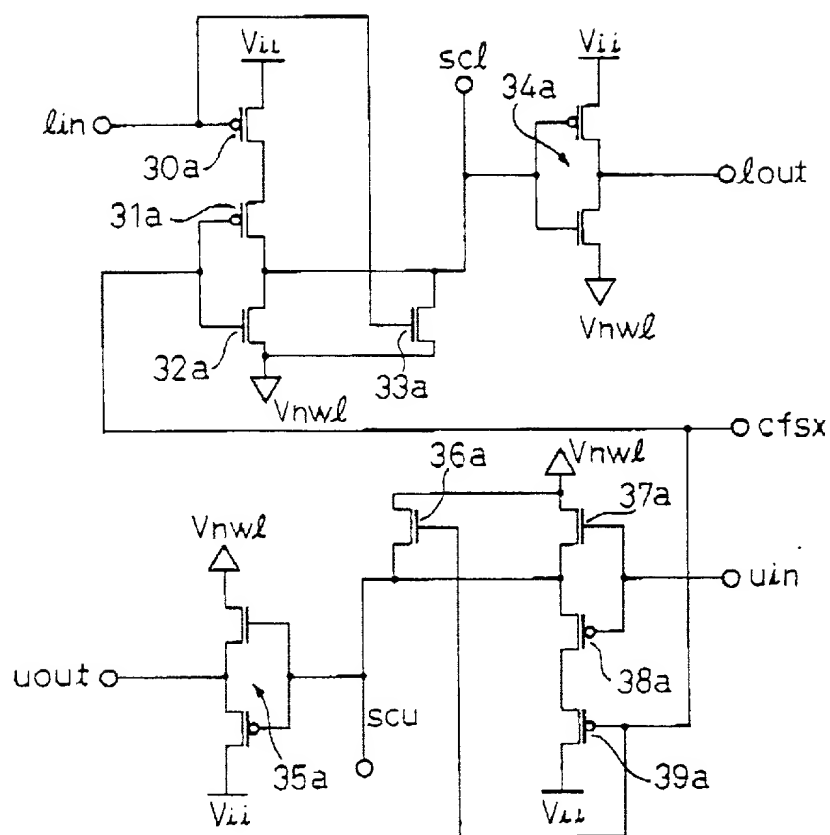 Vii
scl
Vii
34a
lin
30a
31a
lout
32a
33a
Vnwl
Vnwl
cfsx
36a
Vnwl
37a
Vnwl
uin
38a
uout
scu
35a
39a
Vii
Vii